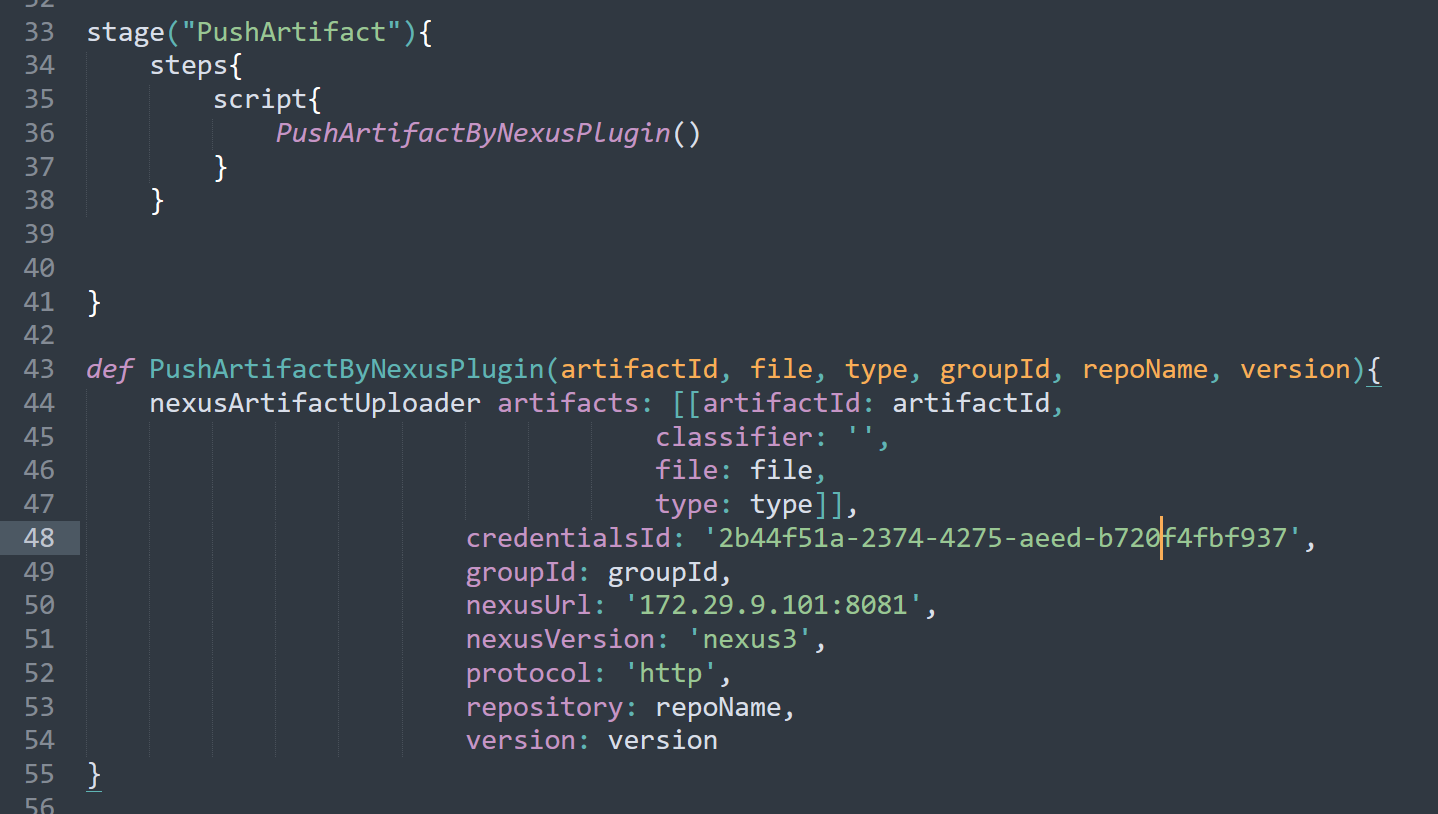 32
33 stage("PushArtifact"){
34     steps{
35         script{
36             PushArtifactByNexusPlugin()
37         }
38     }
39
40
41 }
42
43 def PushArtifactByNexusPlugin(artifactId, file, type, groupId, repoName, version){
44     nexusArtifactUploader artifacts: [[artifactId: artifactId,
45                                     classifier: '',
46                                     file: file,
47                                     type: type]],
48                         credentialsId: '2b44f51a-2374-4275-aeed-b720f4fbf937',
49                         groupId: groupId,
50                         nexusUrl: '172.29.9.101:8081',
51                         nexusVersion: 'nexus3',
52                         protocol: 'http',
53                         repository: repoName,
54                         version: version
55 }
56